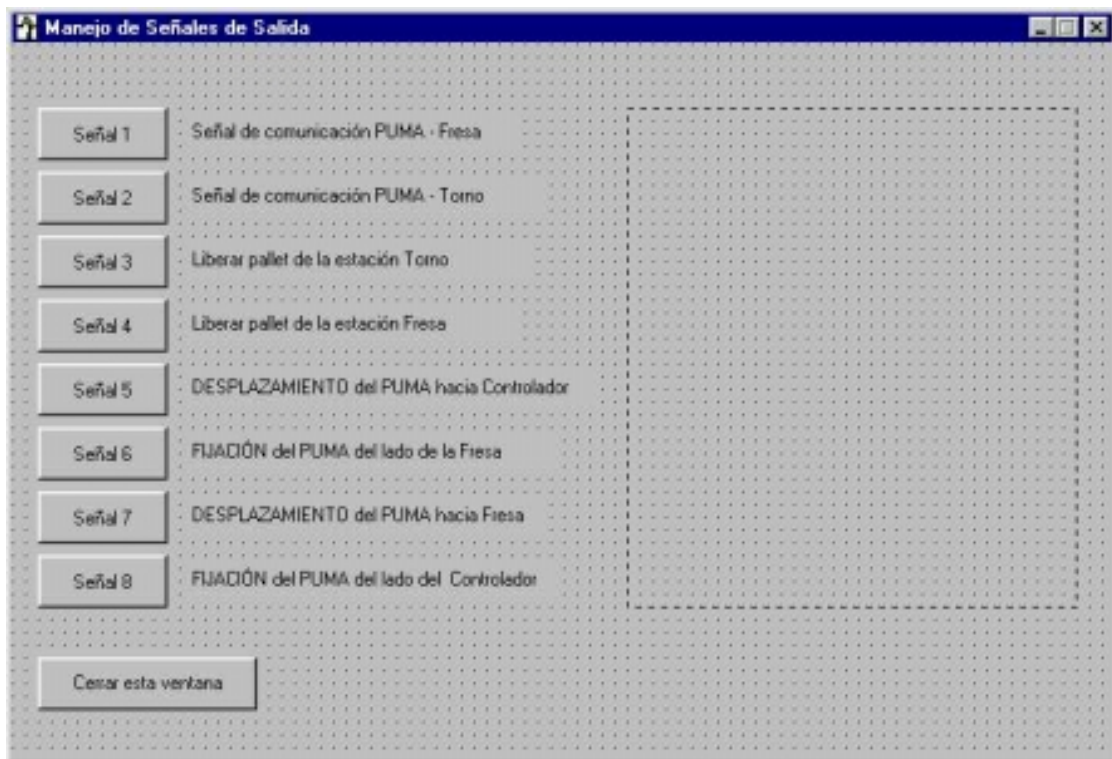 Manejo de Señales de Salida
Señal 1 Señal de comunicación PUMA - Fresa
Señal 2 Señal de comunicación PUMA - Torno
Señal 3 Liberar pallet de la estación Torno
Señal 4 Liberar pallet de la estación Fresa
Señal 5 DESPLAZAMIENTO del PUMA hacia Controlador
Señal 6 FIJACIÓN del PUMA del lado de la Fresa
Señal 7 DESPLAZAMIENTO del PUMA hacia Fresa
Señal 8 FIJACIÓN del PUMA del lado del Controlador
Cerrar esta ventana